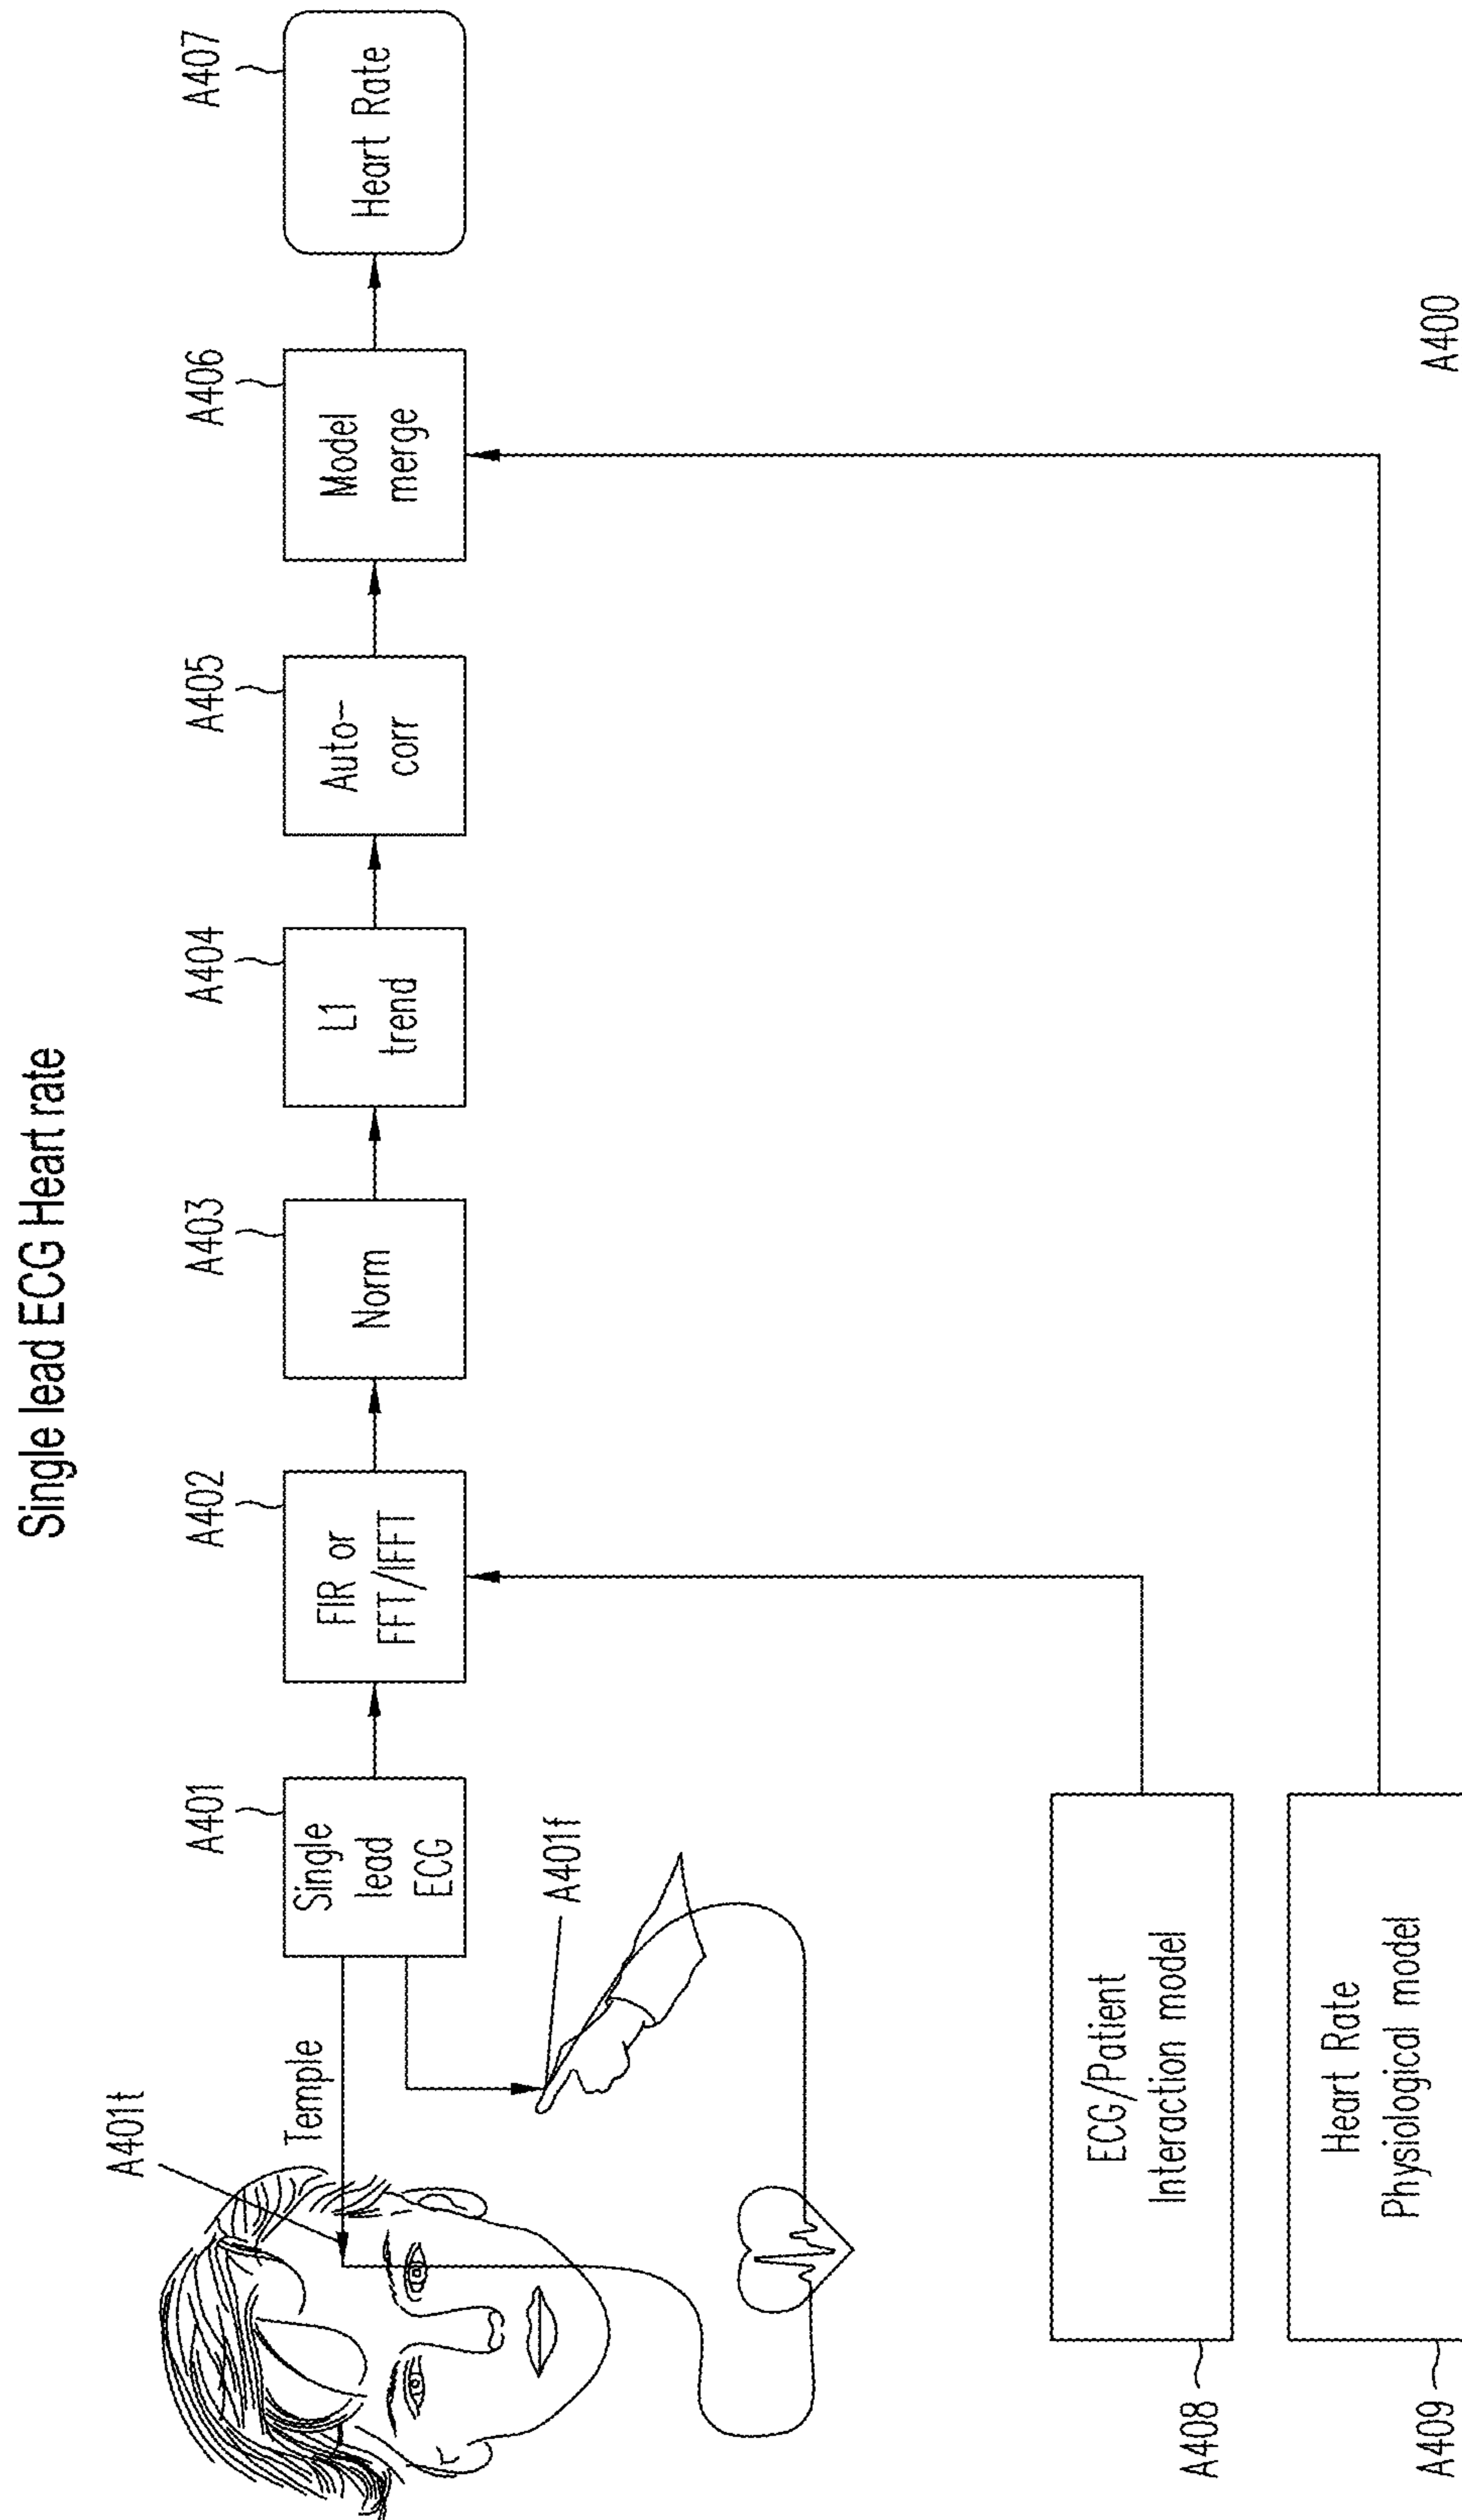 Single lead ECG Heart rate
A401t
Temple
A401
Single
lead
ECG
A401f
A402
FIR or
FFT/IFFT
A403
Norm
A404
L1
trend
A405
Auto-
corr
A406
Model
merge
A407
Heart Rate
A408
ECG/Patient
Interaction model
A409
Heart Rate
Physiological model
A400